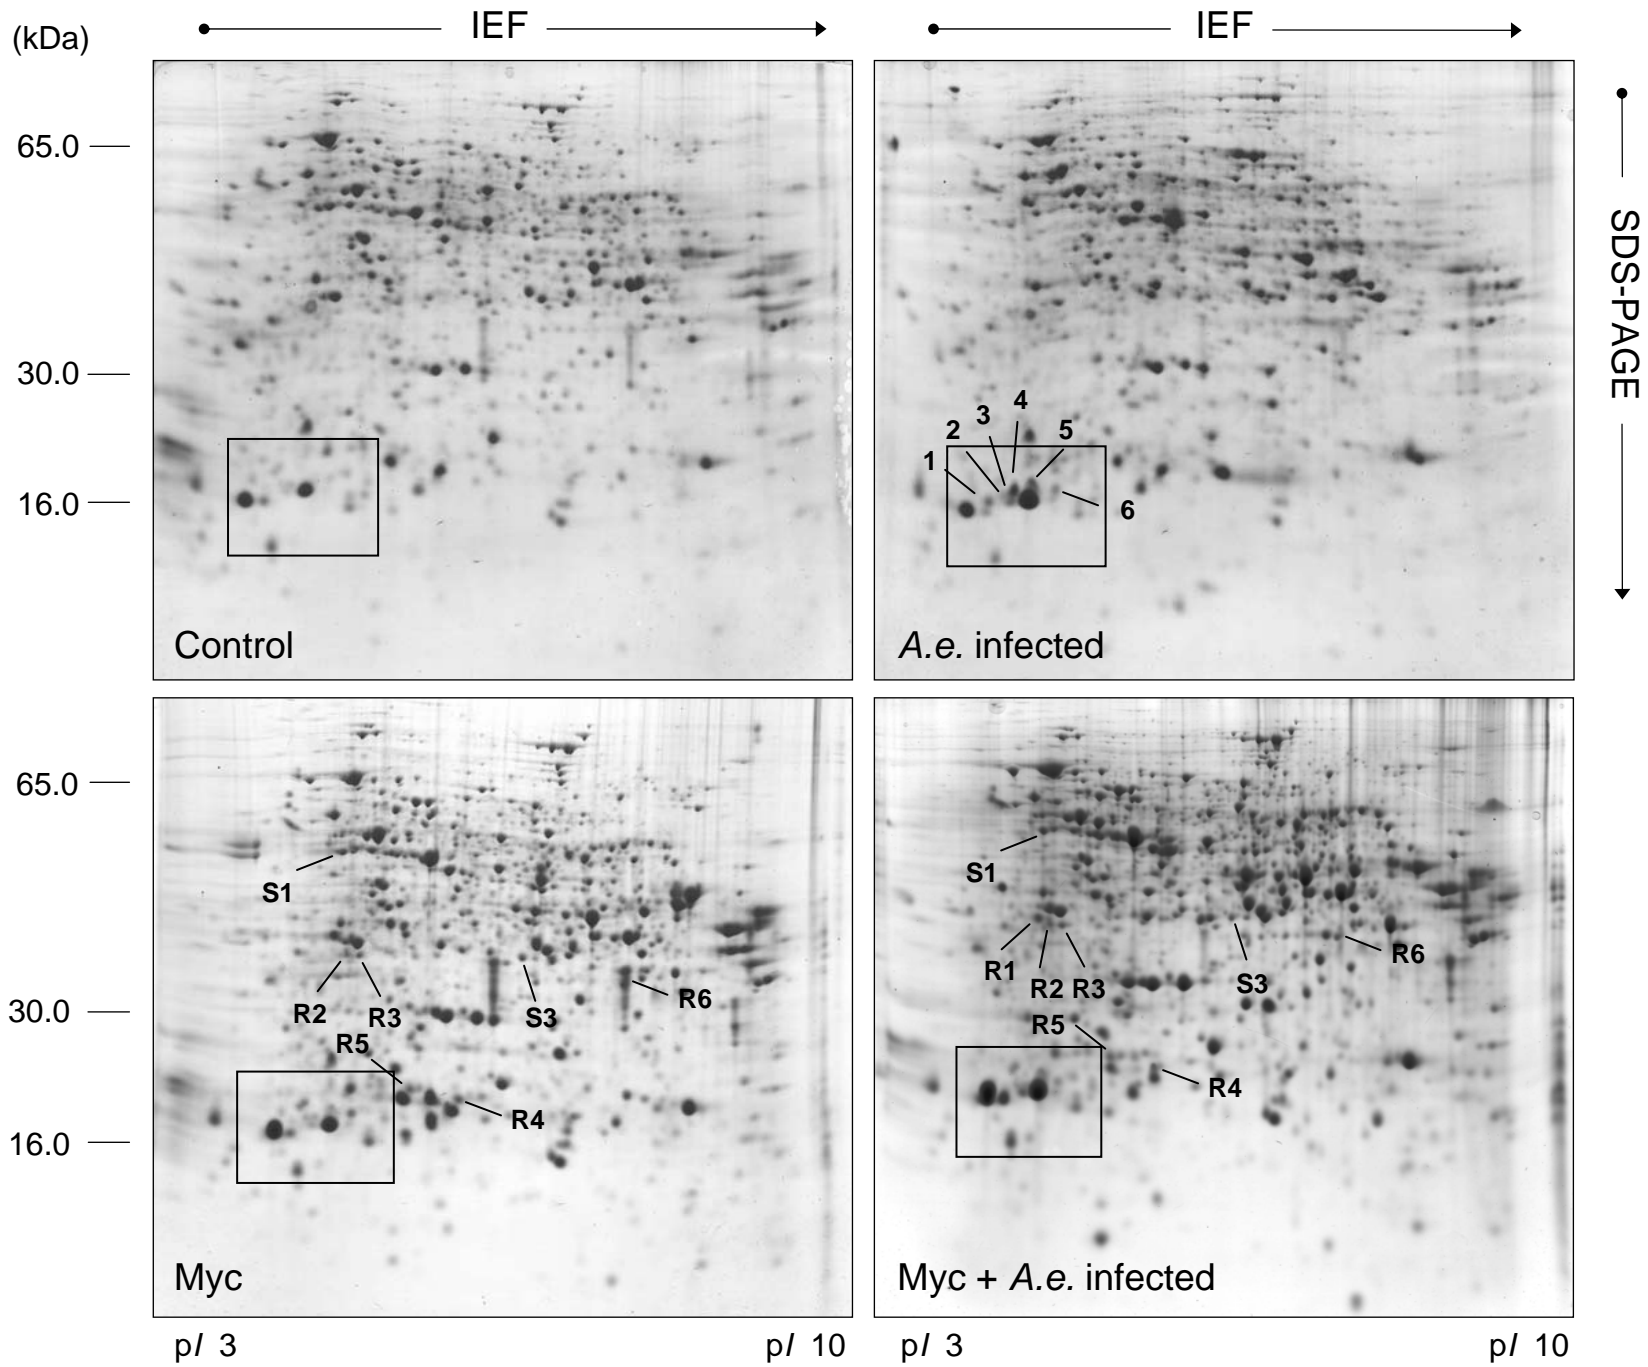 (kDa)
IEF
IEF
65.0
30.0
16.0
SDS-PAGE
1
2
3
4
5
6
Control
A.e. infected
65.0
30.0
16.0
S1
R2
R3
R5
S3
R6
R4
Myc
S1
R1
R2 R3
R5
S3
R6
R4
Myc + A.e. infected
pI 3
pI 10
pI 3
pI 10